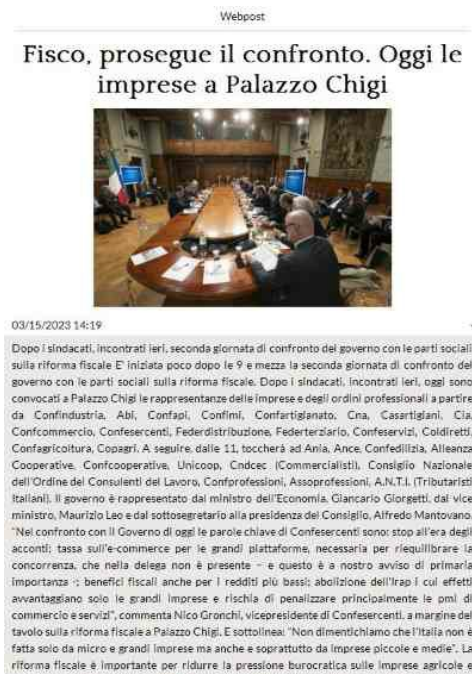 Webpost
Fisco, prosegue il confronto. Oggi le
imprese a Palazzo Chigi
03/15/2023 14:19
Dopo i sindacati, incontrati ieri, seconda giornata di confronto del governo con le parti sociali
sulla riforma fiscale E' iniziata poco dopo le 9 e mezza la seconda giornata di confronto del
governo con le parti sociali sulla riforma fiscale. Dopo i sindacati, incontrati ieri, oggi sono
convocati a Palazzo Chigi le rappresentanze delle imprese e degli ordini professionali a partire
da Confindustria, Abi, Confapi, Confimi, Confartigianato, Cna, Casartigiani, Cia,
Confcommercio, Confesercenti, Federdistribuzione, Federterziario, Confeservizi, Coldiretti,
Confagricoltura, Copagri. A seguire, dalle 11, toccherà ad Ania, Ance, Confedilizia, Alleanza
Cooperative, Confcooperative, Unicoop, Cndcec (Commercialisti), Consiglio Nazionale
dell'Ordine dei Consulenti del Lavoro, Confprofessioni, Assoprofessioni, A.N.T.I. (Tributaristi
Italiani). Il governo è rappresentato dal ministro dell'Economia, Giancarlo Giorgetti, dal vice
ministro, Maurizio Leo e dal sottosegretario alla presidenza del Consiglio, Alfredo Mantovano.
"Nel confronto con il Governo di oggi le parole chiave di Confesercenti sono: stop all'era degli
acconti; tassa sull'e-commerce per le grandi piattaforme, necessaria per riequilibrare la
concorrenza, che nella delega non è presente – e questo è a nostro avviso di primaria
importanza -; benefici fiscali anche per i redditi più bassi; abolizione dell'Irap i cui effetti
avvantaggiano solo le grandi imprese e rischia di penalizzare principalmente le pmi di
commercio e servizi", commenta Nico Gronchi, vicepresidente di Confesercenti, a margine del
tavolo sulla riforma fiscale a Palazzo Chigi. E sottolinea: "Non dimentichiamo che l'Italia non è
fatta solo da micro e grandi imprese ma anche e soprattutto da imprese piccole e medie". La
riforma fiscale è importante per ridurre la pressione burocratica sulle imprese agricole e